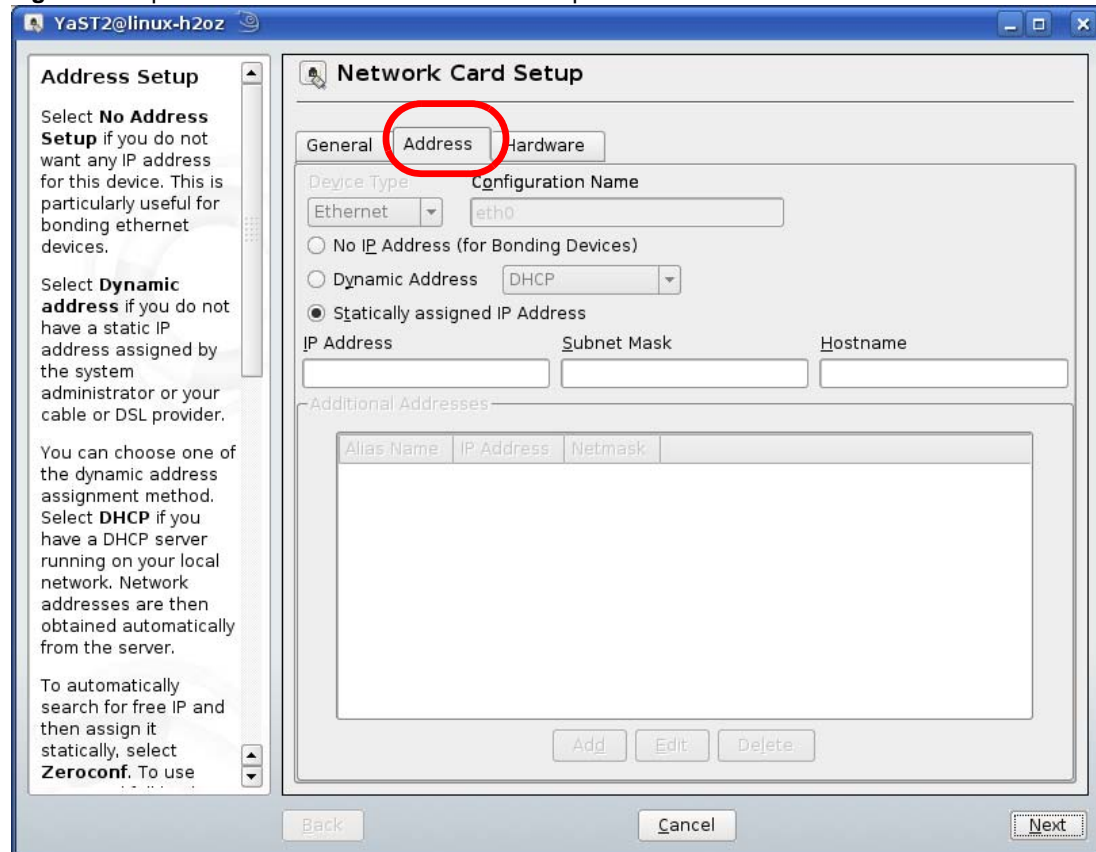 YaST2@linux-h2oz
Address Setup
Select No Address
Setup if you do not
want any IP address
for this device. This is
particularly useful for
bonding ethernet
devices.
Select Dynamic
address if you do not
have a static IP
address assigned by
the system
administrator or your
cable or DSL provider.
You can choose one of
the dynamic address
assignment method.
Select DHCP if you
have a DHCP server
running on your local
network. Network
addresses are then
obtained automatically
from the server.
To automatically
search for free IP and
then assign it
statically, select
Zeroconf. To use
Network Card Setup
General Address Hardware
Device Type Configuration Name
Ethernet eth0
No IP Address (for Bonding Devices)
Dynamic Address DHCP
Statically assigned IP Address
IP Address Subnet Mask Hostname
Additional Addresses
Alias Name IP Address Netmask
Add Edit Delete
Back Cancel Next